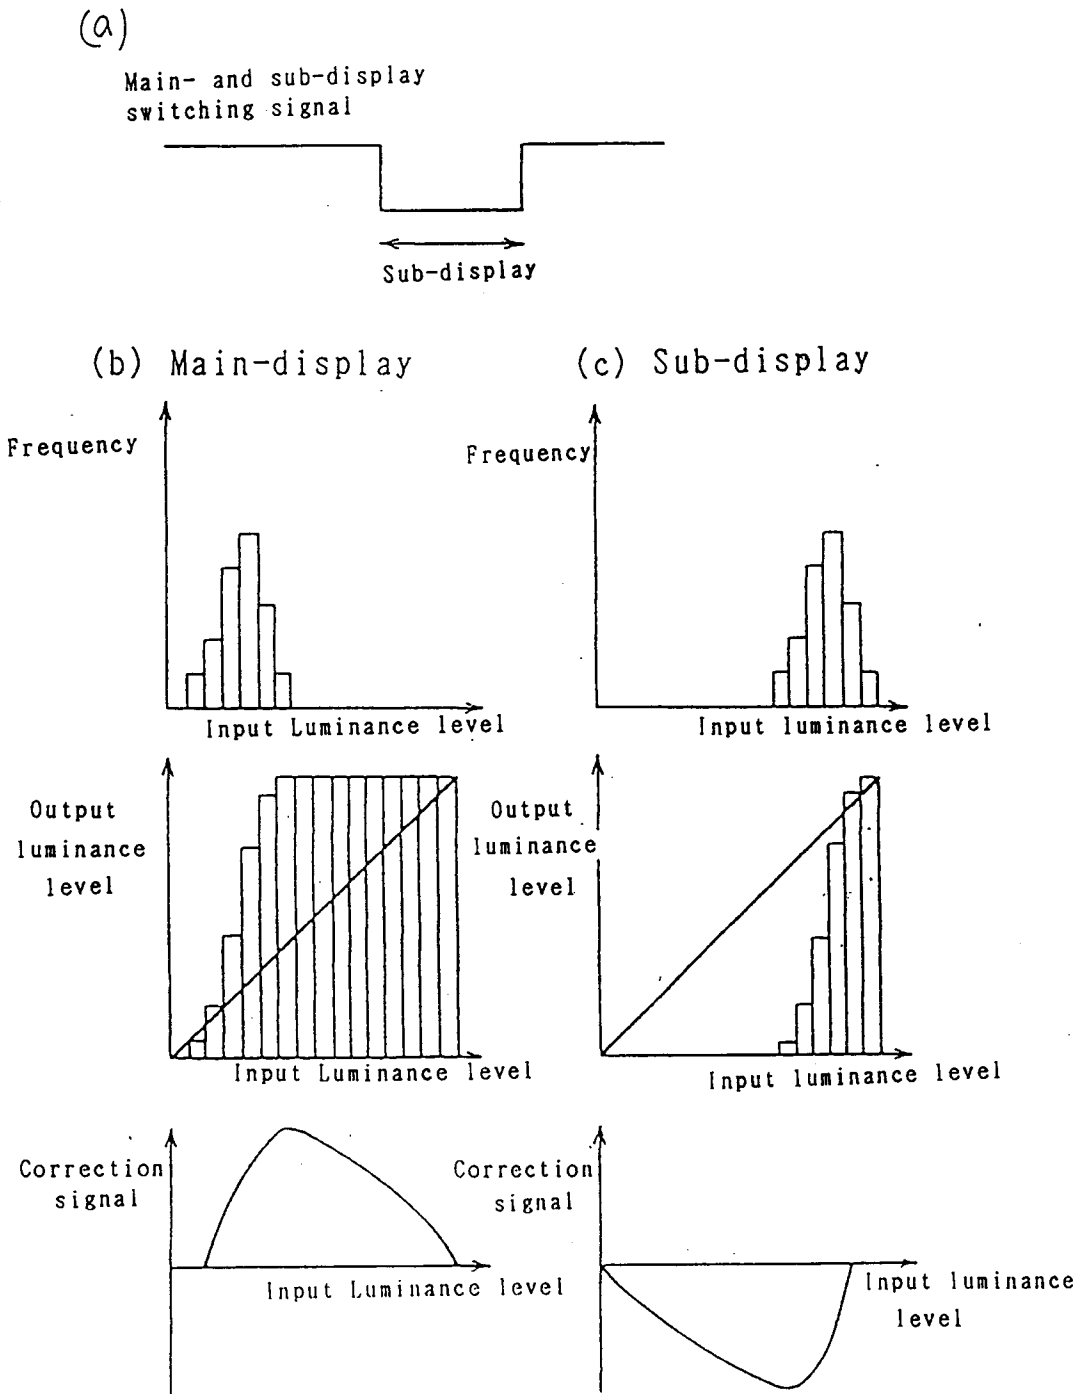 (a)
Main- and sub-display
switching signal
Sub-display
(b) Main-display
(c) Sub-display
Frequency
Input Luminance level
Frequency
Input luminance level
Output
luminance
level
Input Luminance level
Output
luminance
level
Input luminance level
Correction
signal
Input Luminance level
Correction
signal
Input luminance
level